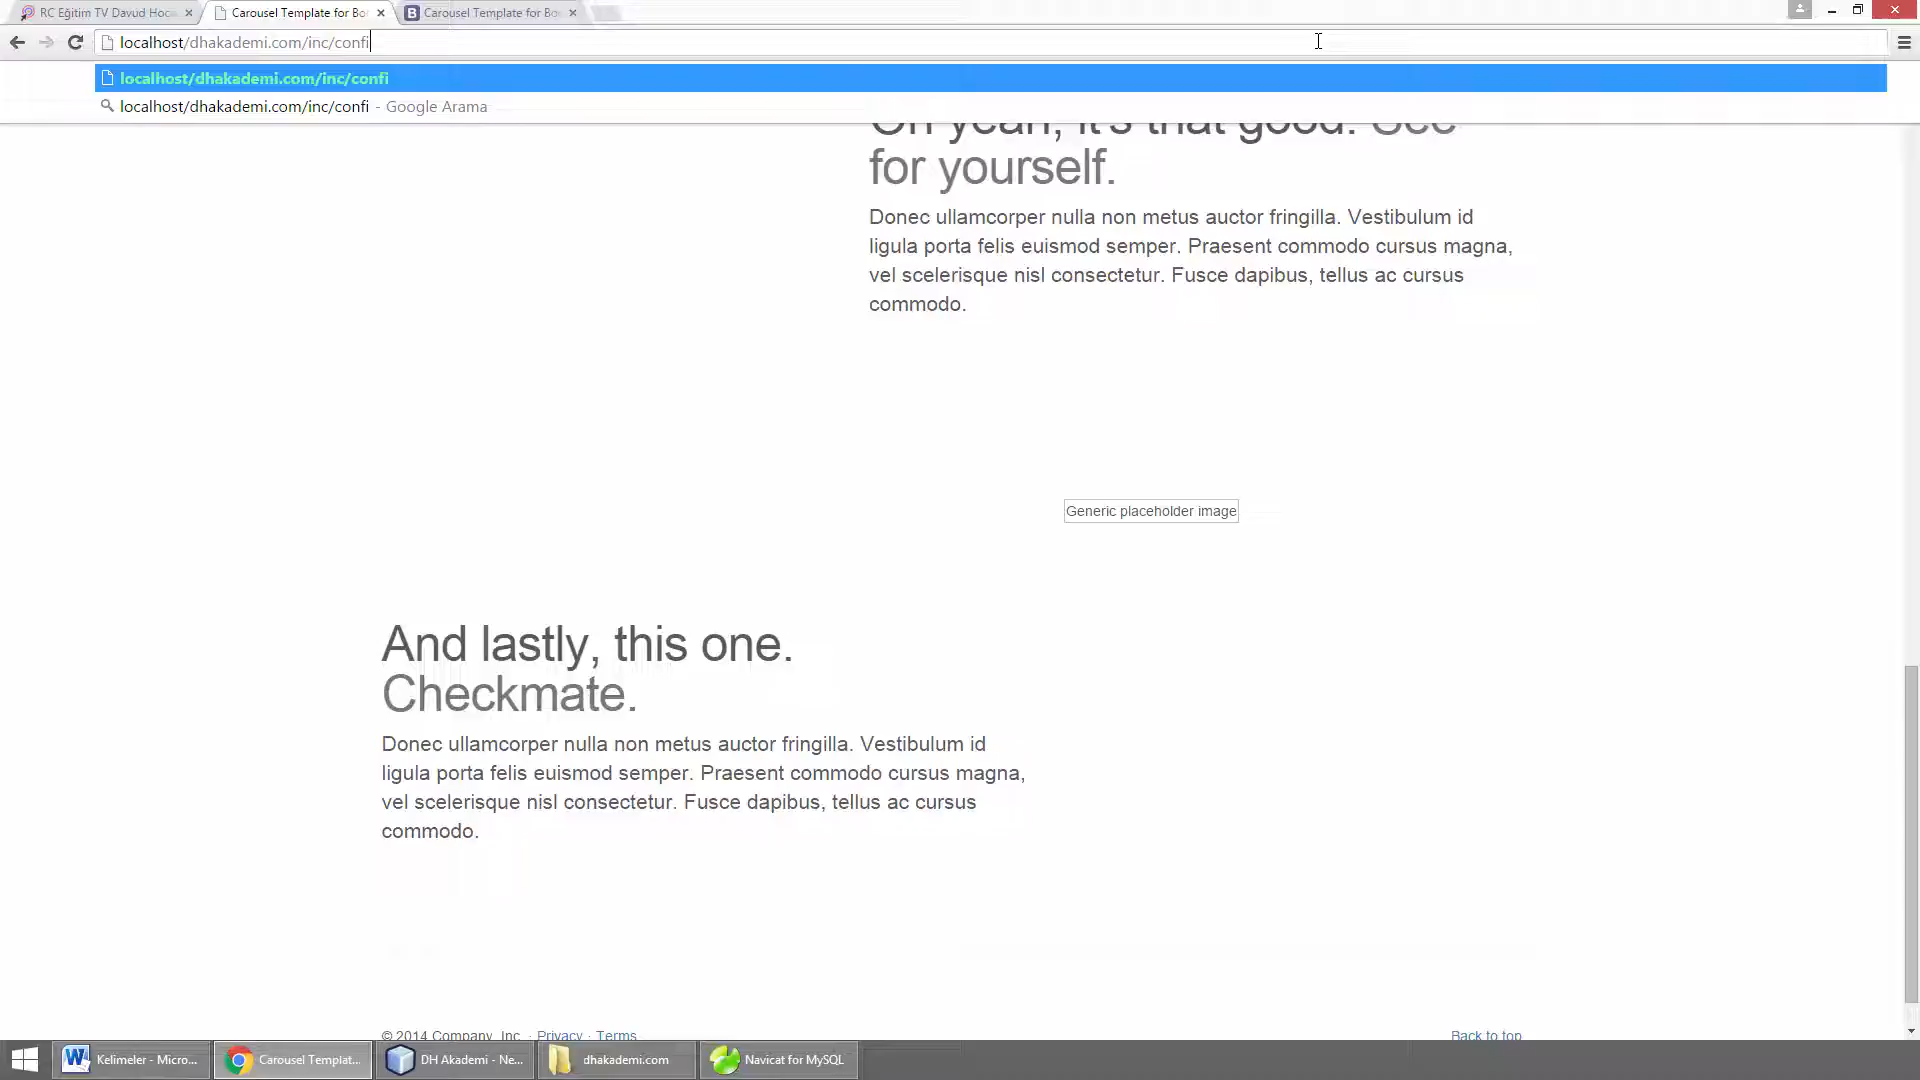 RC Eğitim TV Davud Hoca
Carousel Template for Bo
Carousel Template for Bo
localhost/dhakademi.com/inc/confi
localhost/dhakademi.com/inc/confi
localhost/dhakademi.com/inc/confi - Google Arama
Oh yeah, it's that good. See
for yourself.
Donec ullamcorper nulla non metus auctor fringilla. Vestibulum id
ligula porta felis euismod semper. Praesent commodo cursus magna,
vel scelerisque nisl consectetur. Fusce dapibus, tellus ac cursus
commodo.
Generic placeholder image
And lastly, this one.
Checkmate.
Donec ullamcorper nulla non metus auctor fringilla. Vestibulum id
ligula porta felis euismod semper. Praesent commodo cursus magna,
vel scelerisque nisl consectetur. Fusce dapibus, tellus ac cursus
commodo.
© 2014 Company, Inc. · Privacy · Terms
Back to top
Kelimeler - Micro...
Carousel Templat...
DH Akademi - Ne...
dhakademi.com
Navicat for MySQL